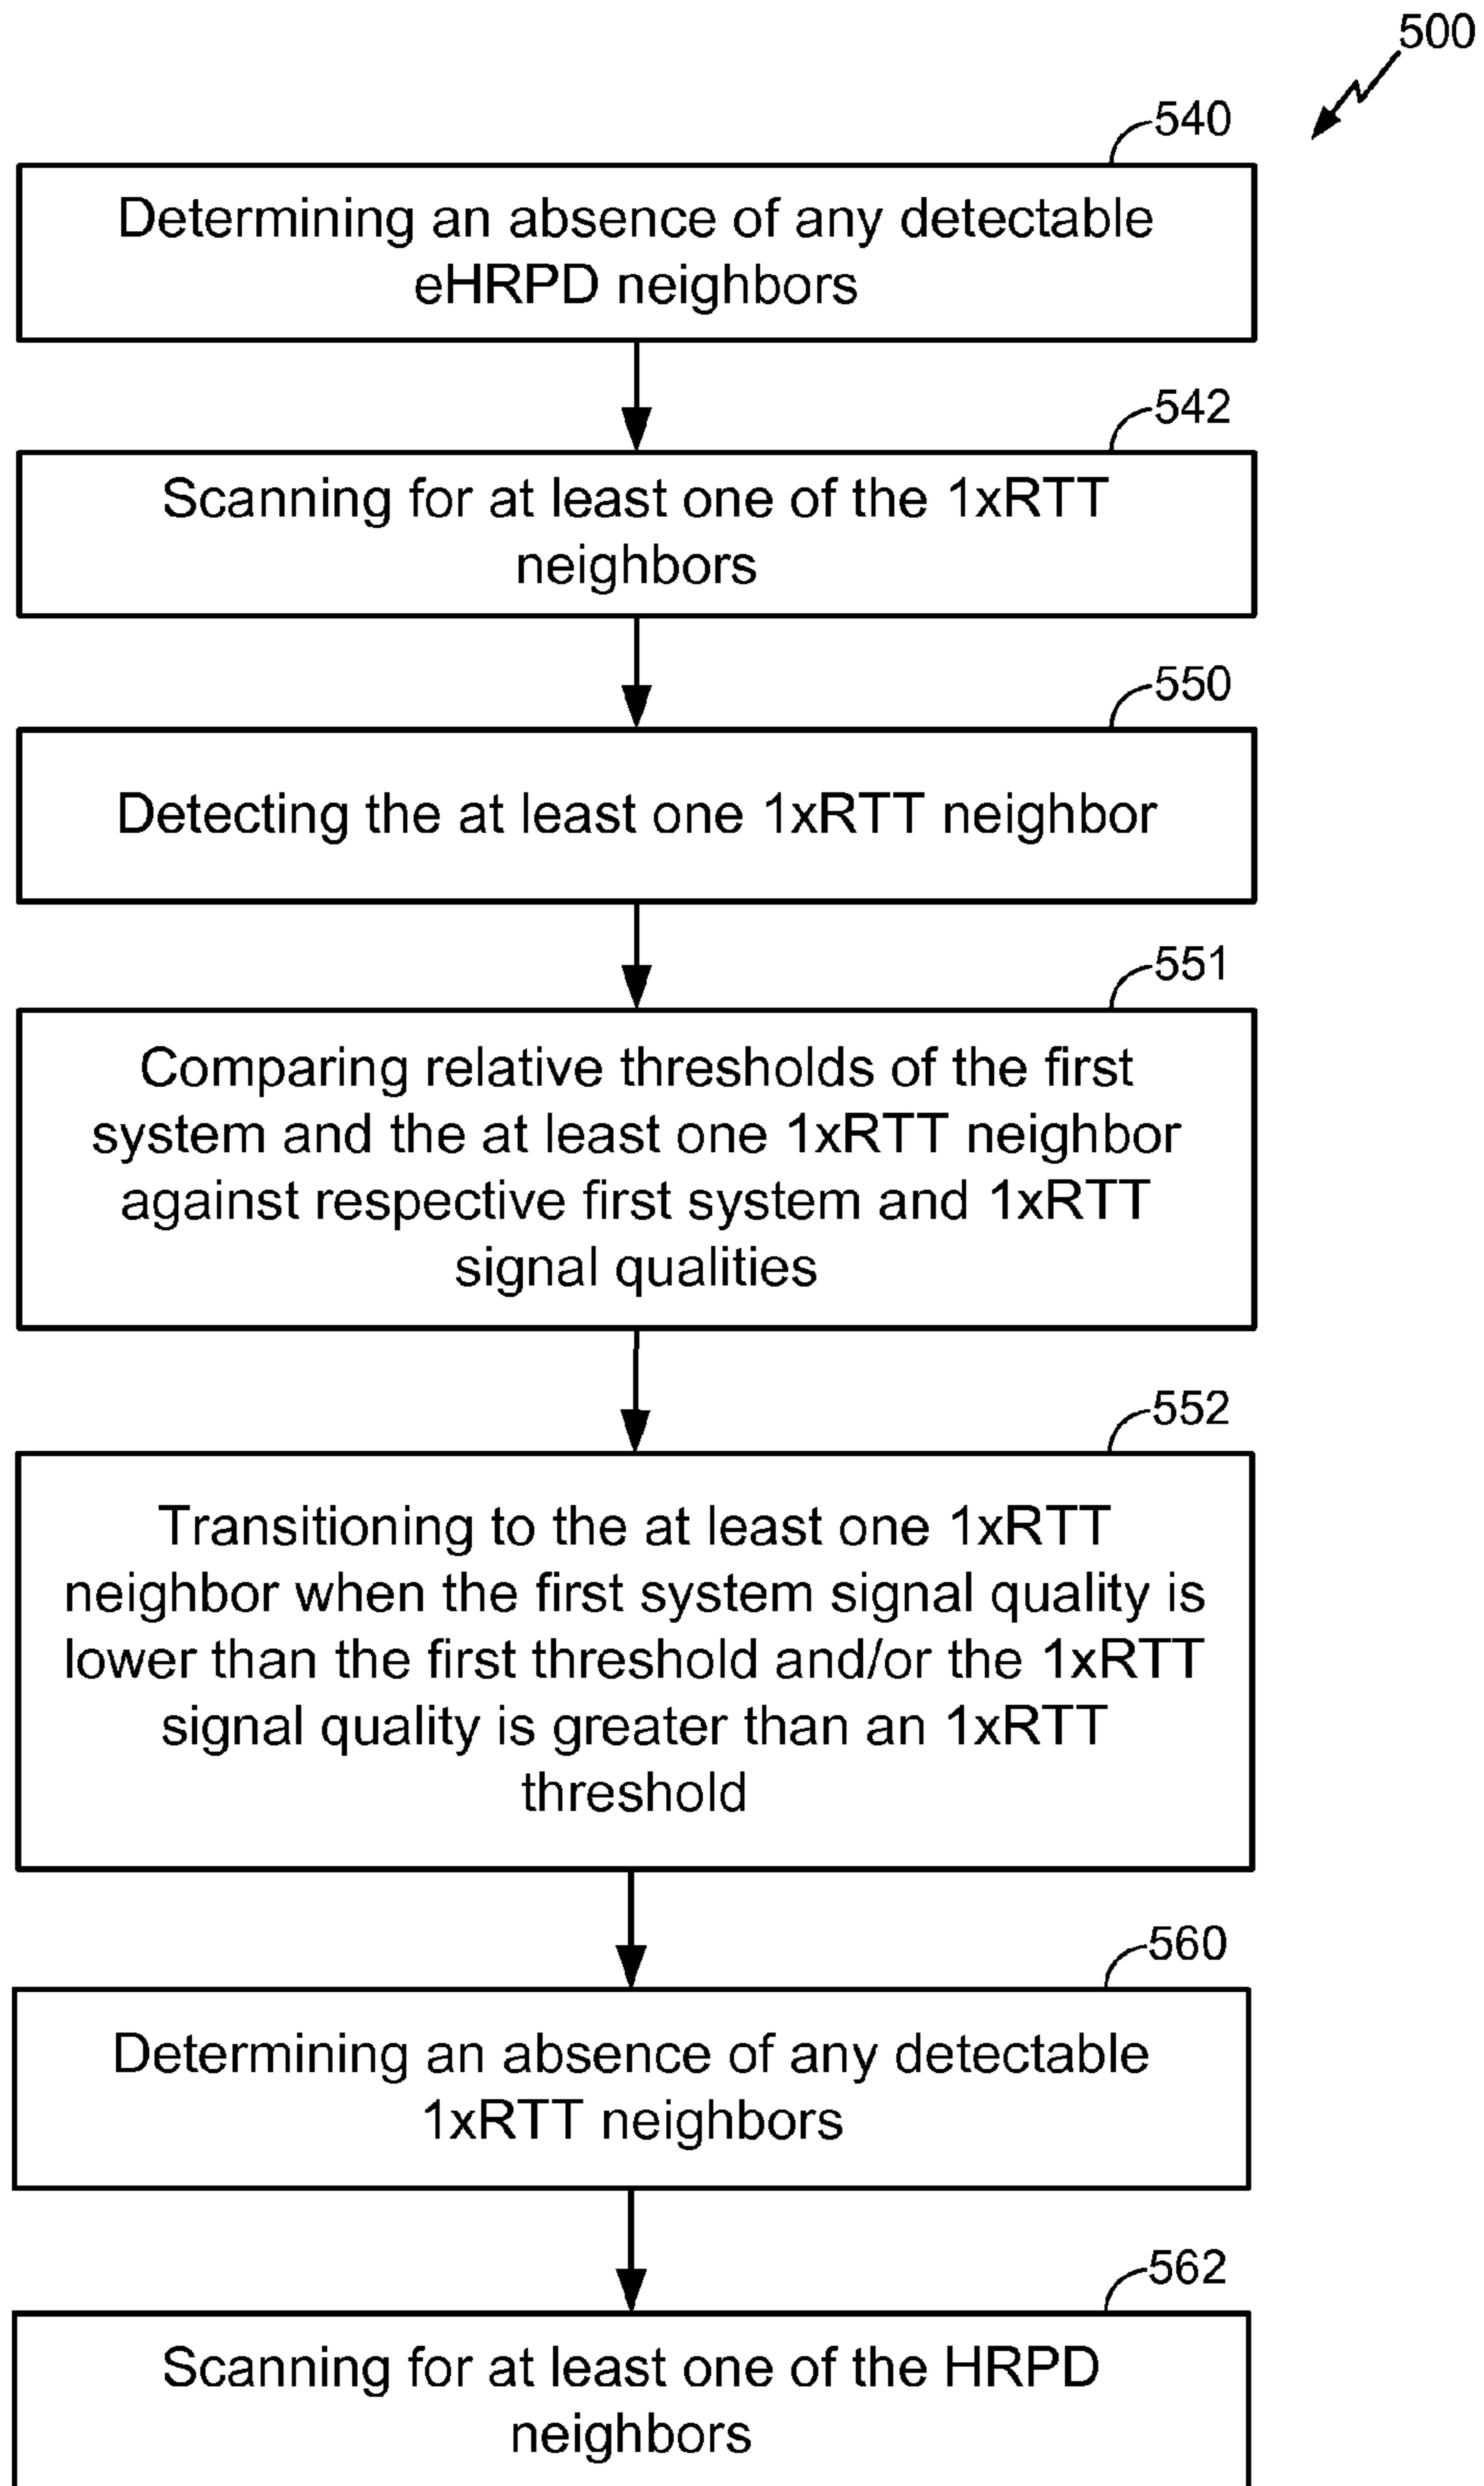 500
540
Determining an absence of any detectable
eHRPD neighbors
542
Scanning for at least one of the 1xRTT
neighbors
550
Detecting the at least one 1xRTT neighbor
551
Comparing relative thresholds of the first
system and the at least one 1xRTT neighbor
against respective first system and 1xRTT
signal qualities
552
Transitioning to the at least one 1xRTT
neighbor when the first system signal quality is
lower than the first threshold and/or the 1xRTT
signal quality is greater than an 1xRTT
threshold
560
Determining an absence of any detectable
1xRTT neighbors
562
Scanning for at least one of the HRPD
neighbors